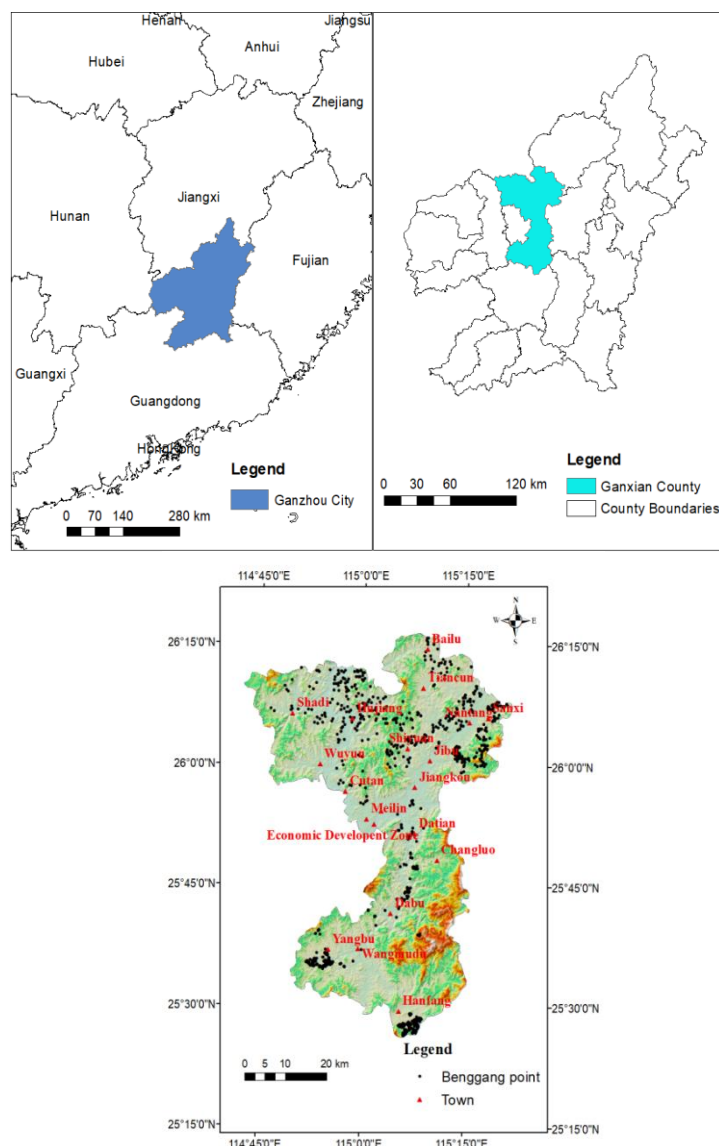 Henan
Jiangsu
Anhui
Hubei
Zhejiang
Jiangxi
Hunan
Fujian
Guangxi
Guangdong
HongKong
Legend
Ganzhou City
0 70 140 280 km
Legend
0 30 60 120 km
Ganxian County
County Boundaries
114°45'0"E 115°0'0"E 115°15'0"E
N
W E
S
26°15'0"N 26°15'0"N
Bailu
Tiancun
Shadi
Sanxi
Wuyun
Jibu
26°0'0"N 26°0'0"N
Jiangkou
Meilin
Datian
Economic Developent Zone
Changluo
25°45'0"N 25°45'0"N
Dabu
Yangbu
Hanfang
25°30'0"N 25°30'0"N
Legend
0 5 10 20 km
Benggang point
Town
25°15'0"N 25°15'0"N
114°45'0"E 115°0'0"E 115°15'0"E